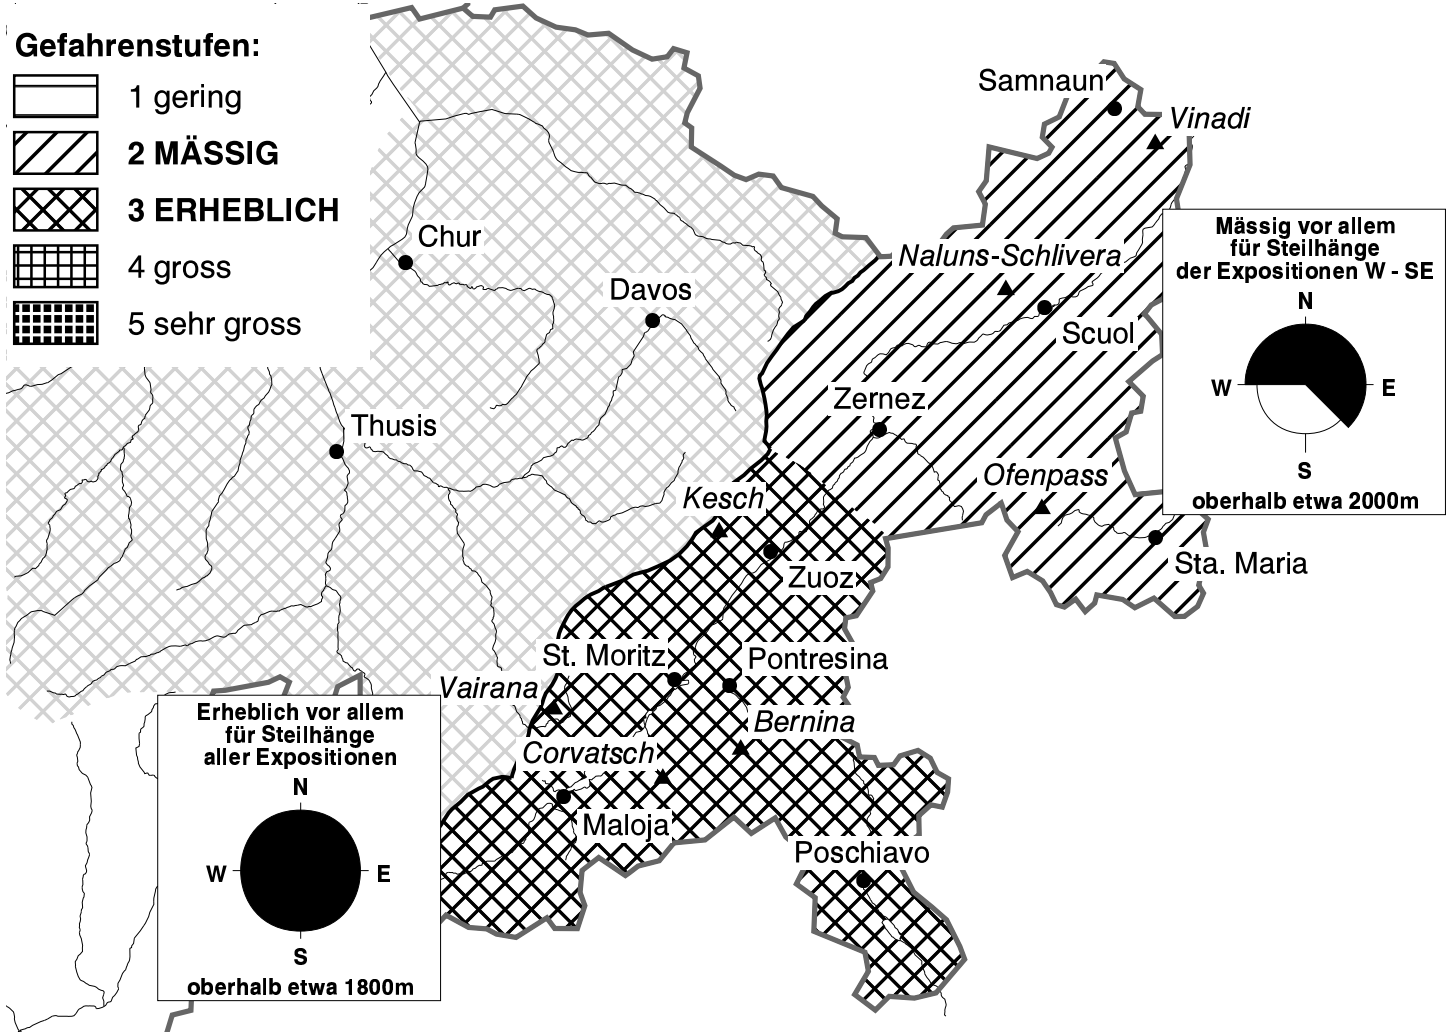 Gefahrenstufen:
1 gering
2 MÄSSIG
3 ERHEBLICH
4 gross
5 sehr gross
Samnaun
Vinadi
Chur
Naluns-Schlivera
Davos
Scuol
Zernez
Thusis
Ofenpass
Kesch
Sta. Maria
Zuoz
St. Moritz
Pontresina
Vairana
Bernina
Corvatsch
Maloja
Poschiavo
Mässig vor allem
für Steilhänge
der Expositionen W - SE
N
W
E
S
oberhalb etwa 2000m
Erheblich vor allem
für Steilhänge
aller Expositionen
N
W
E
S
oberhalb etwa 1800m